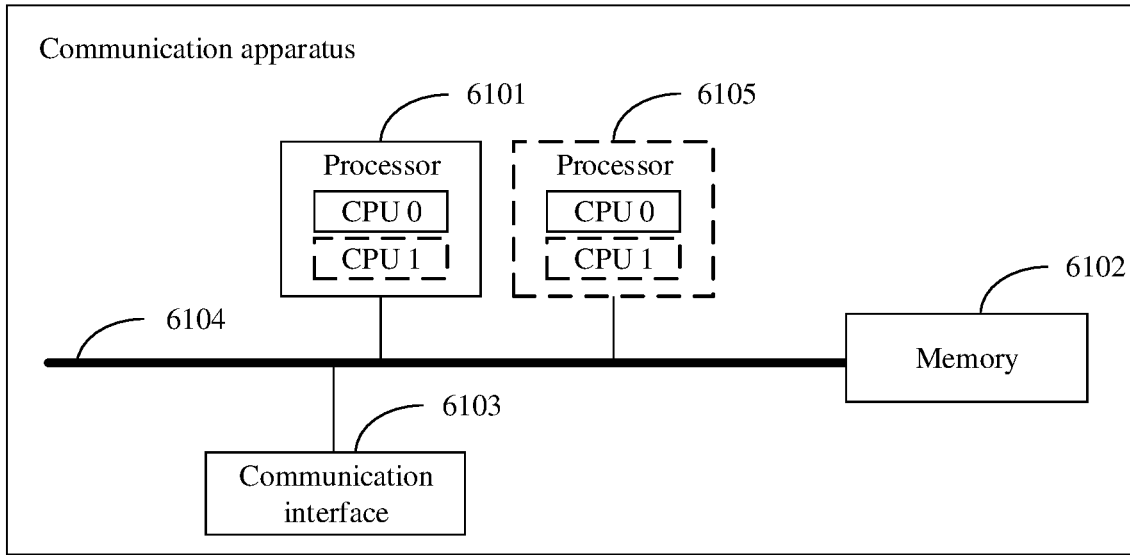 Communication apparatus
6101
6105
Processor
CPU 0
CPU 1
Processor
CPU 0
CPU 1
6102
Memory
6104
6103
Communication
interface